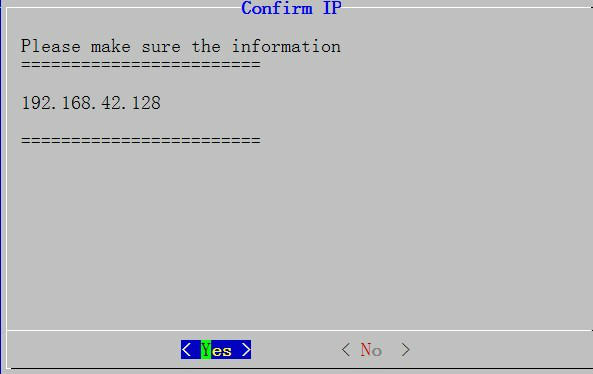 Confirm IP
Please make sure the information
========================
192.168.42.128
========================
< Yes > < No >